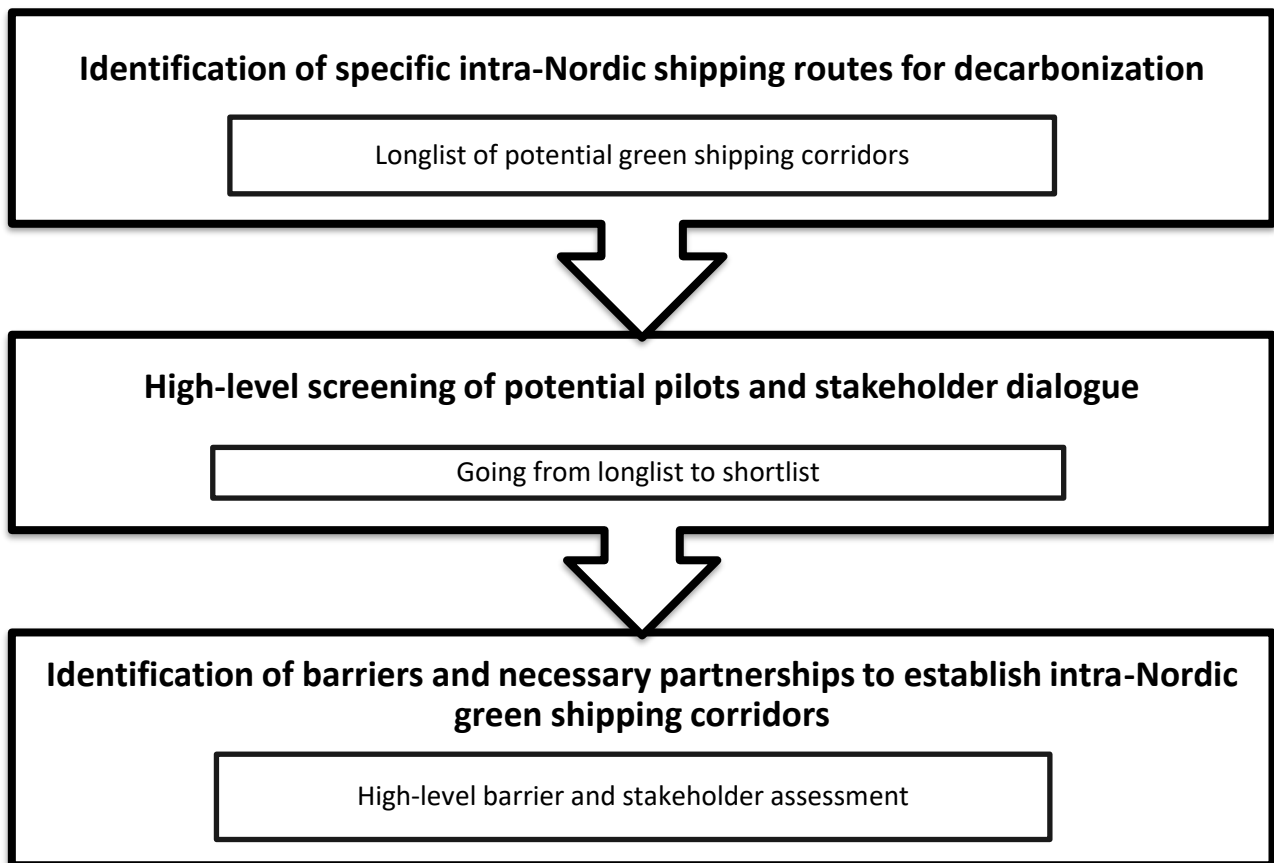 Identification of specific intra-Nordic shipping routes for decarbonization
Longlist of potential green shipping corridors
High-level screening of potential pilots and stakeholder dialogue
Going from longlist to shortlist
Identification of barriers and necessary partnerships to establish intra-Nordic
green shipping corridors
High-level barrier and stakeholder assessment